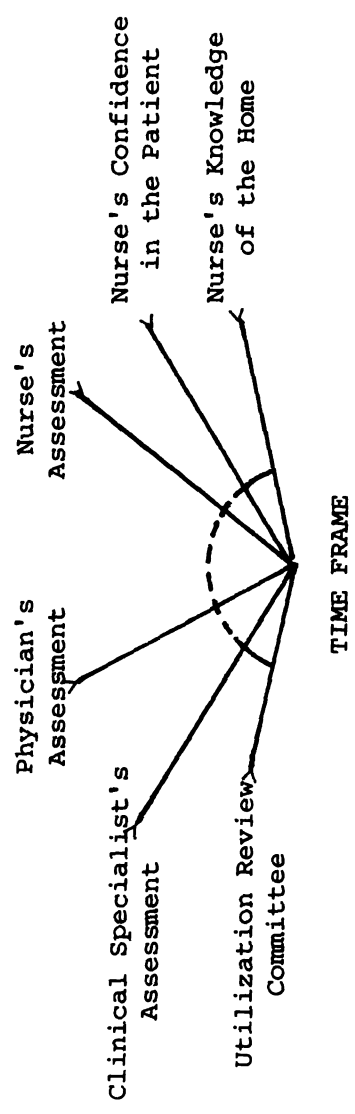 Clinical Specialist's
Assessment
Physician's
Assessment
Nurse's
Assessment
Nurse's Confidence
in the Patient
Nurse's Knowledge
of the Home
Utilization Review
Committee
TIME FRAME